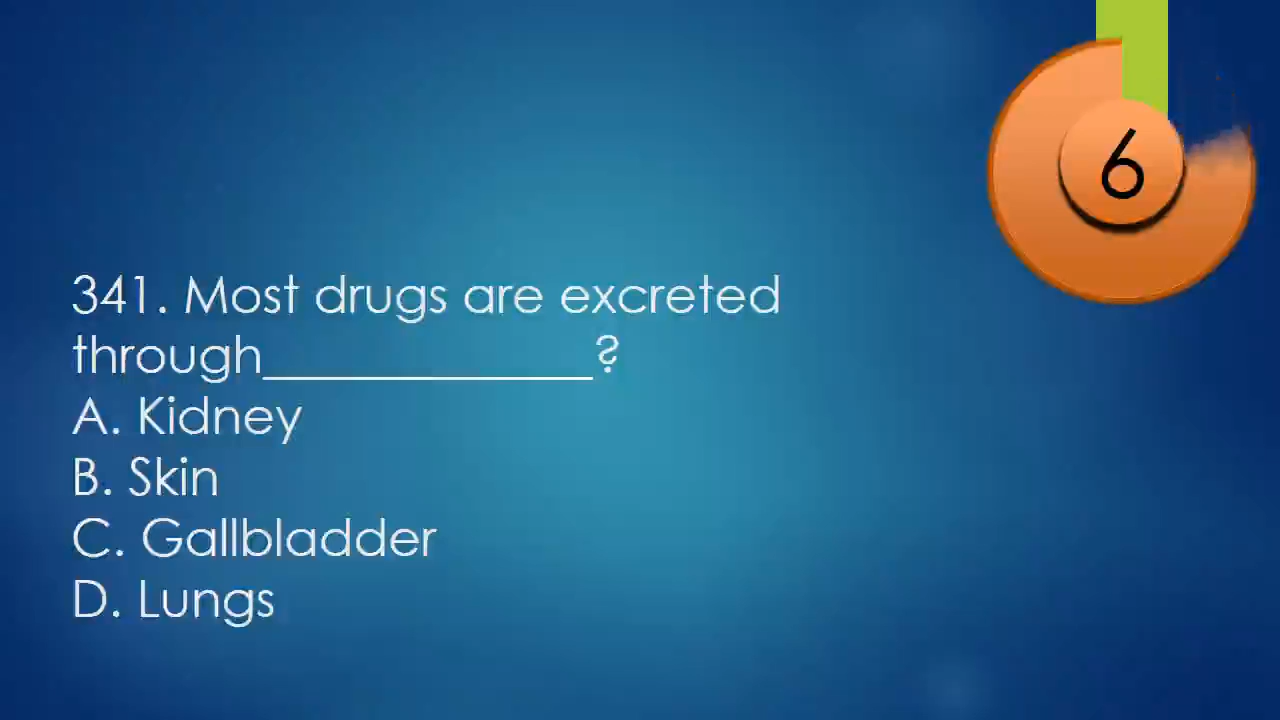 6
341. Most drugs are excreted
through_____________?
A. Kidney
B. Skin
C. Gallbladder
D. Lungs